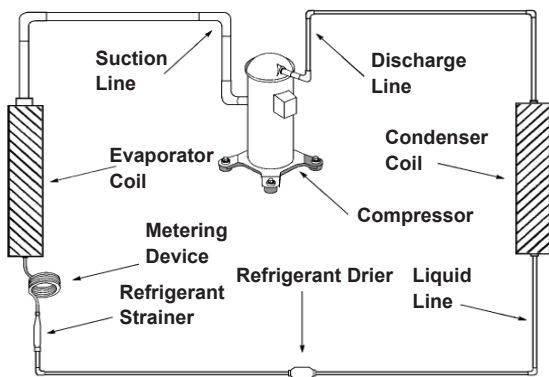 Suction
Line
Discharge
Line
Evaporator
Coil
Condenser
Coil
Compressor
Metering
Device
Refrigerant Drier
Liquid
Line
Refrigerant
Strainer